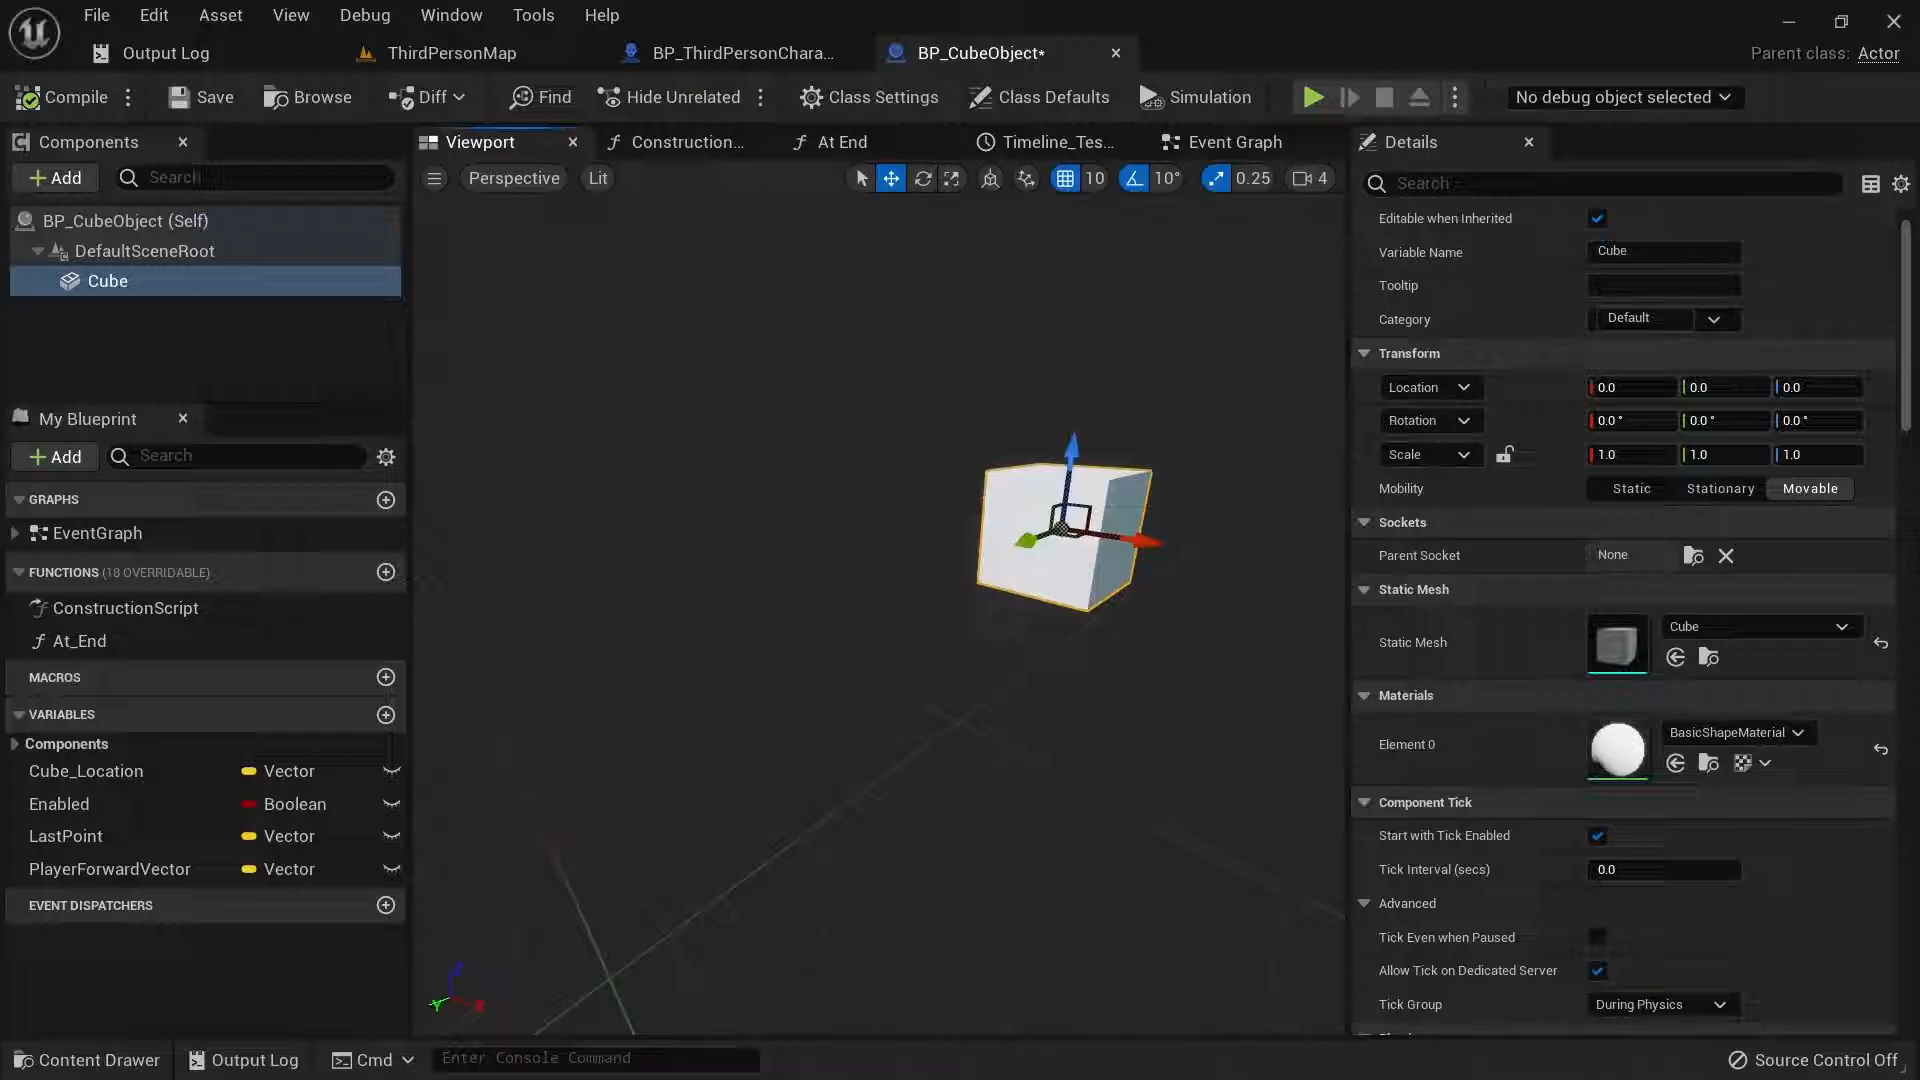 File Edit Asset View Debug Window Tools Help
Output Log ThirdPersonMap BP_ThirdPersonChara... BP_CubeObject* Parent class: Actor
Compile Save Browse Diff Find Hide Unrelated Class Settings Class Defaults Simulation No debug object selected
Components
Add Search
BP_CubeObject (Self)
DefaultSceneRoot
Cube
My Blueprint
Add Search
GRAPHS
EventGraph
FUNCTIONS (18 OVERRIDABLE)
ConstructionScript
At_End
MACROS
VARIABLES
Components
Cube_Location Vector
Enabled Boolean
LastPoint Vector
PlayerForwardVector Vector
EVENT DISPATCHERS
Viewport Construction... At End Timeline_Tes... Event Graph
Perspective Lit 10 10° 0.25 4
Z
Y X
Details
Search
Editable when Inherited
Variable Name Cube
Tooltip
Category Default
Transform
Location 0.0 0.0 0.0
Rotation 0.0 ° 0.0 ° 0.0 °
Scale 1.0 1.0 1.0
Mobility Static Stationary Movable
Sockets
Parent Socket None
Static Mesh
Static Mesh Cube
Materials
Element 0 BasicShapeMaterial
Component Tick
Start with Tick Enabled
Tick Interval (secs) 0.0
Advanced
Tick Even when Paused
Allow Tick on Dedicated Server
Tick Group During Physics
Content Drawer Output Log Cmd Enter Console Command Source Control Off